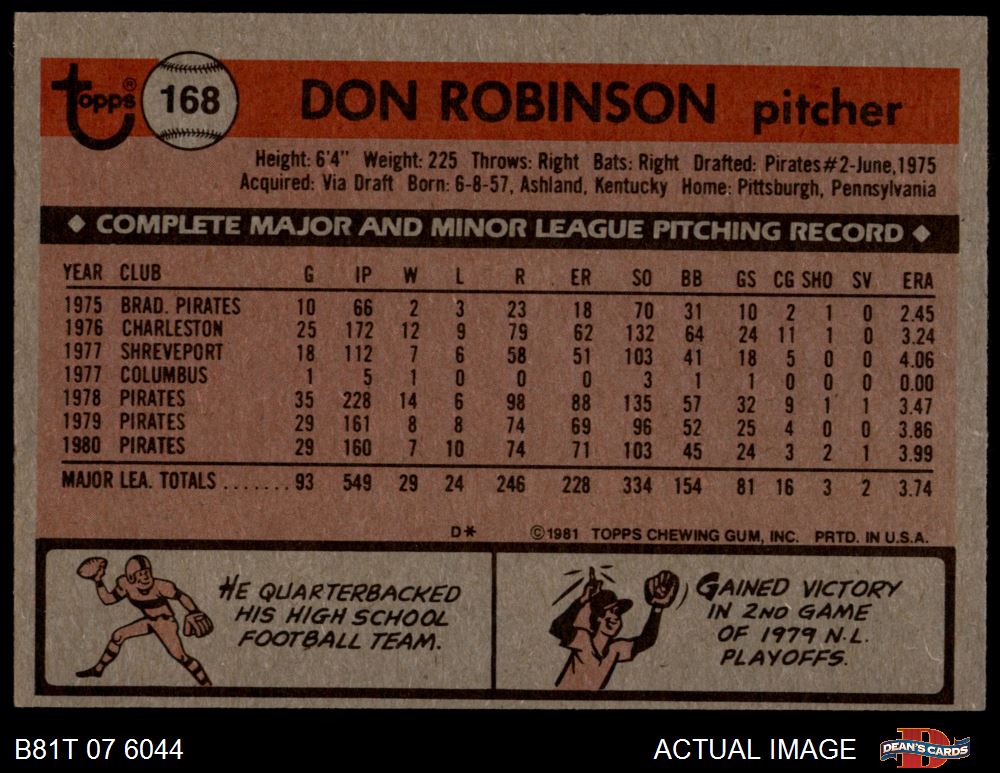 Topps®
168
DON ROBINSON pitcher
Height: 6'4" Weight: 225 Throws: Right Bats: Right Drafted: Pirates#2-June,1975
Acquired: Via Draft Born: 6-8-57, Ashland, Kentucky Home: Pittsburgh, Pennsylvania
◆ COMPLETE MAJOR AND MINOR LEAGUE PITCHING RECORD ◆
YEAR CLUB G IP W L R ER SO BB GS CG SHO SV ERA
1975 BRAD. PIRATES 10 66 2 3 23 18 70 31 10 2 1 0 2.45
1976 CHARLESTON 25 172 12 9 79 62 132 64 24 11 1 0 3.24
1977 SHREVEPORT 18 112 7 6 58 51 103 41 18 5 0 0 4.06
1977 COLUMBUS 1 5 1 0 0 0 3 1 1 0 0 0 0.00
1978 PIRATES 35 228 14 6 98 88 135 57 32 9 1 1 3.47
1979 PIRATES 29 161 8 8 74 69 96 52 25 4 0 0 3.86
1980 PIRATES 29 160 7 10 74 71 103 45 24 3 2 1 3.99
MAJOR LEA. TOTALS ....... 93 549 29 24 246 228 334 154 81 16 3 2 3.74
D* ©1981 TOPPS CHEWING GUM, INC. PRTD. IN U.S.A.
HE QUARTERBACKED
HIS HIGH SCHOOL
FOOTBALL TEAM.
GAINED VICTORY
IN 2ND GAME
OF 1979 N.L.
PLAYOFFS.
B81T 07 6044
ACTUAL IMAGE
DEAN'S CARDS